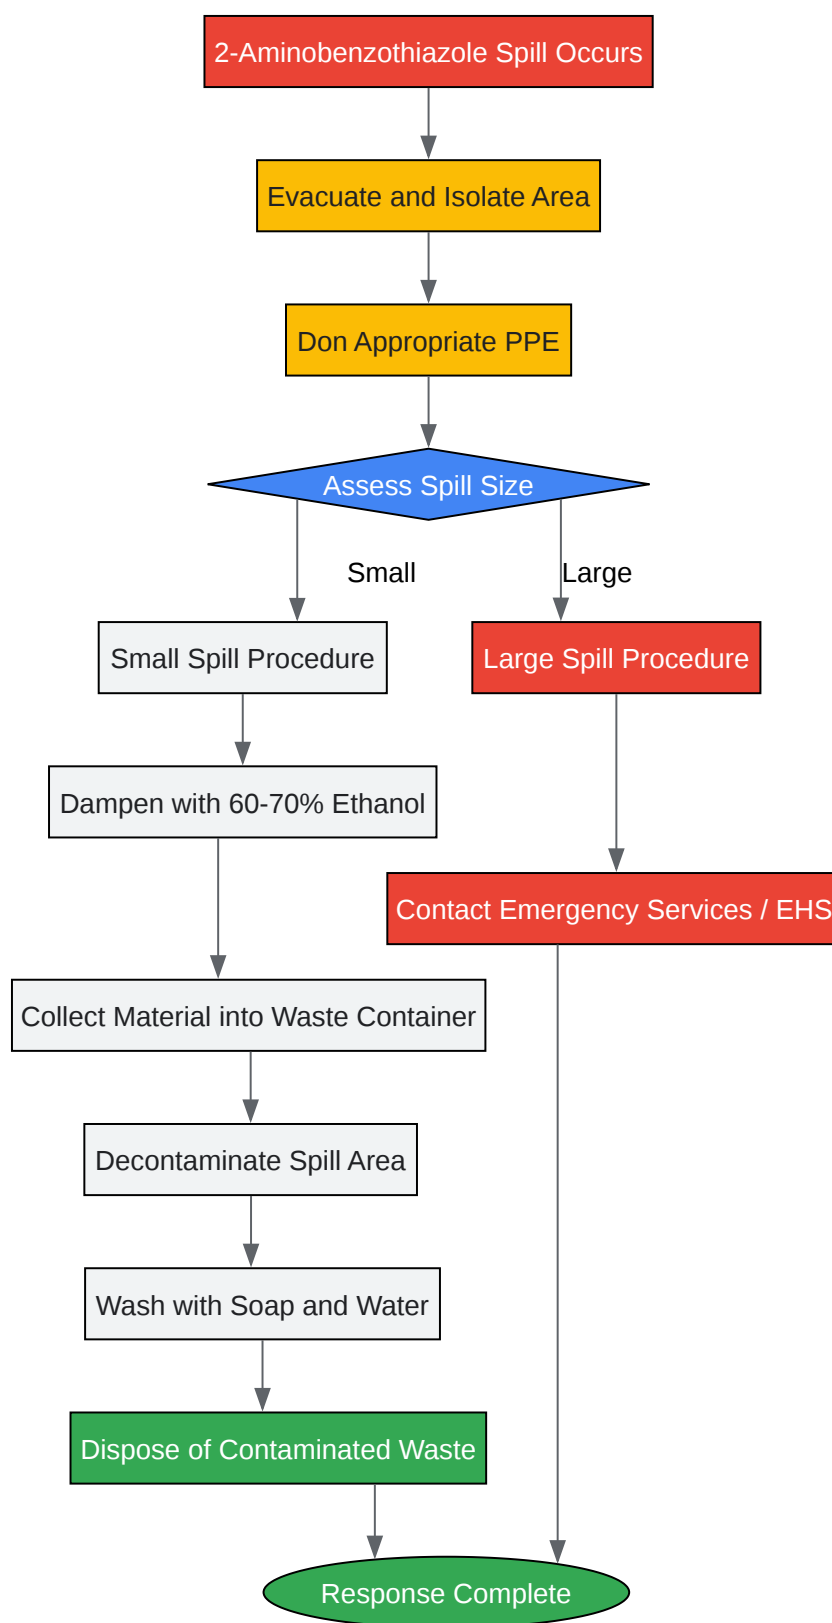 2-Aminobenzothiazole Spill Occurs
Evacuate and Isolate Area
Don Appropriate PPE
Assess Spill Size
Small
Large
Small Spill Procedure
Large Spill Procedure
Dampen with 60-70% Ethanol
Contact Emergency Services / EHS
Collect Material into Waste Container
Decontaminate Spill Area
Wash with Soap and Water
Dispose of Contaminated Waste
Response Complete